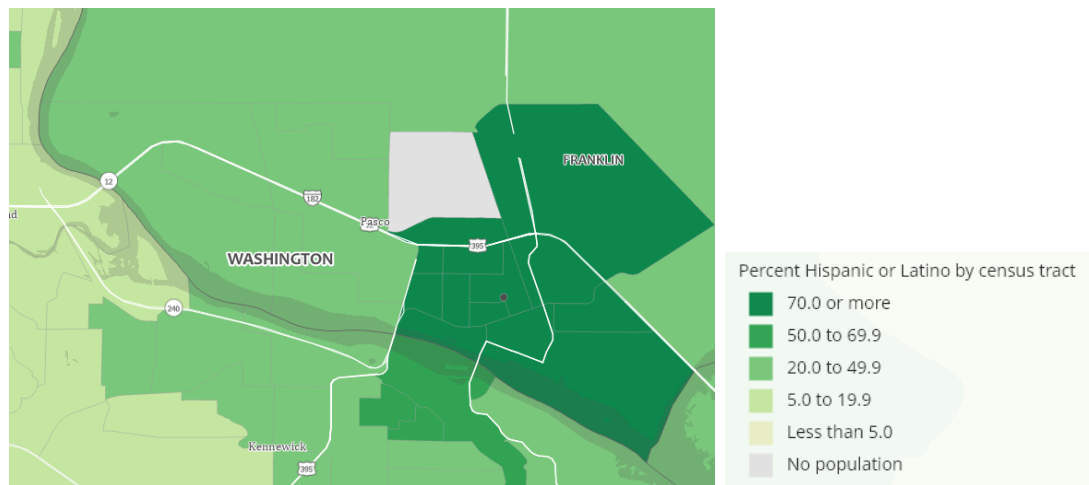 FRANKLIN
12
182
nd
Pasco
395
WASHINGTON
240
Kennewick
395
Percent Hispanic or Latino by census tract
70.0 or more
50.0 to 69.9
20.0 to 49.9
5.0 to 19.9
Less than 5.0
No population